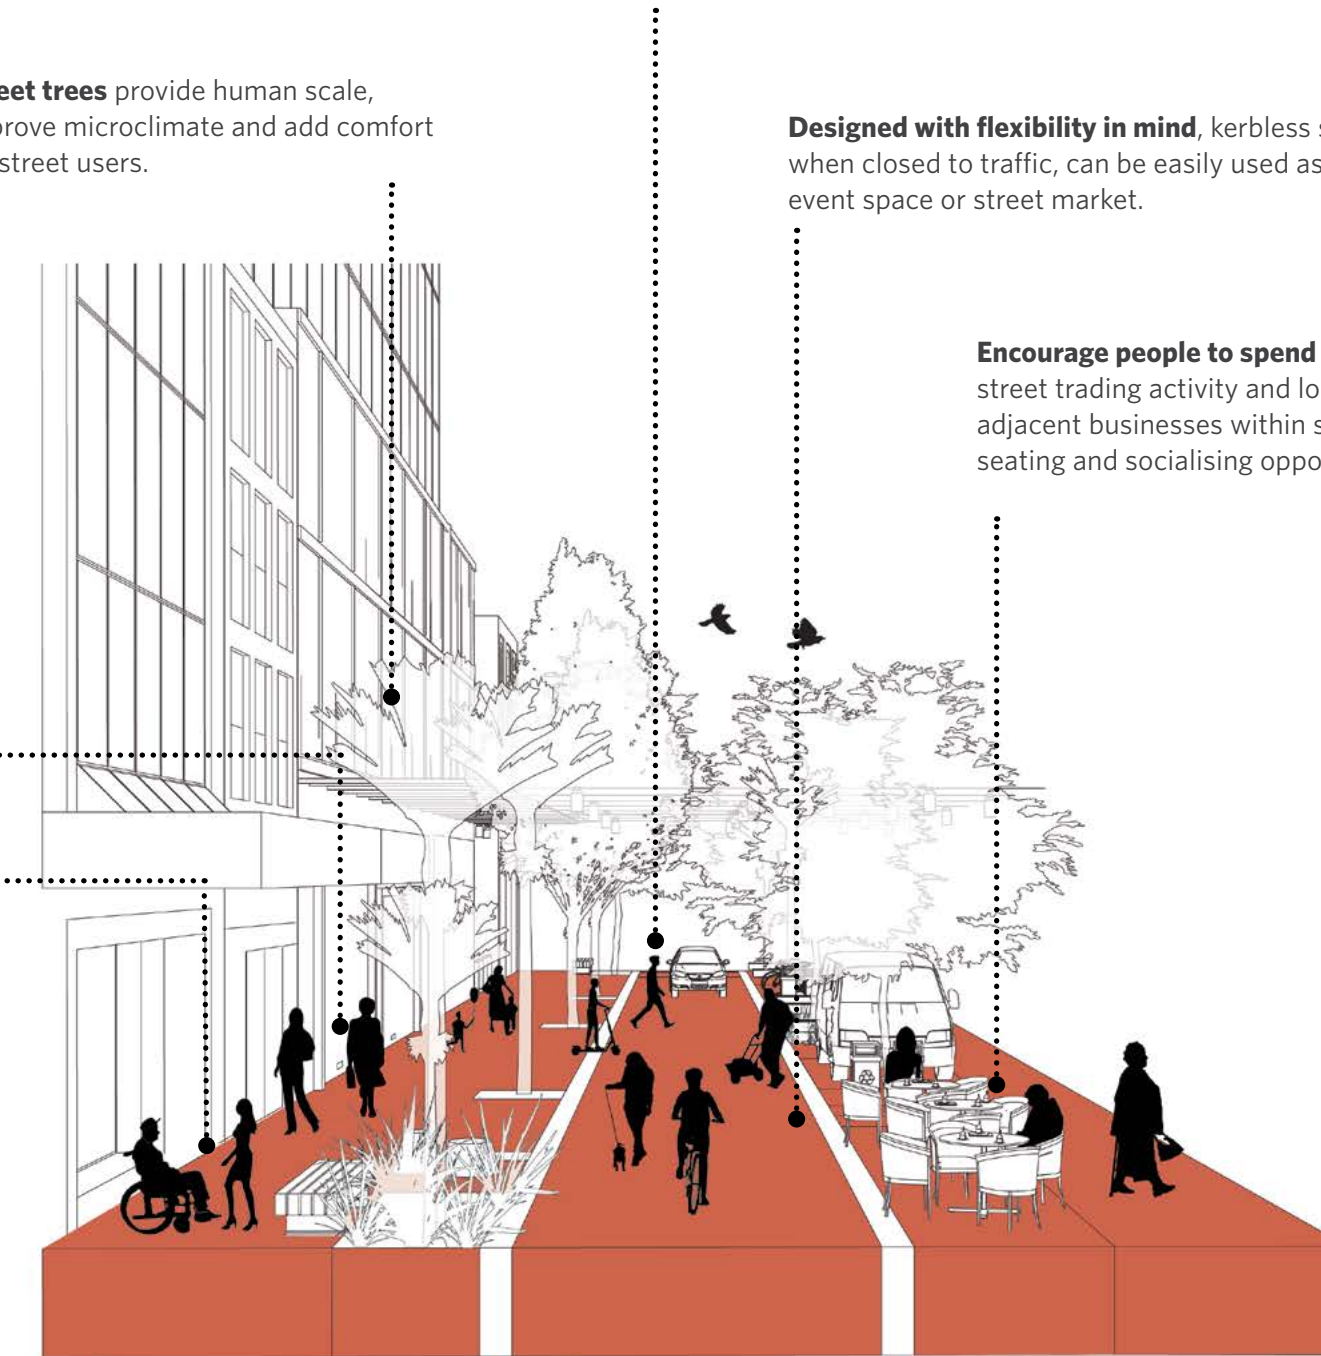 eet trees provide human scale,
prove microclimate and add comfort
street users.
Designed with flexibility in mind, kerbless s
when closed to traffic, can be easily used as
event space or street market.
Encourage people to spend
street trading activity and lo
adjacent businesses within s
seating and socialising oppo